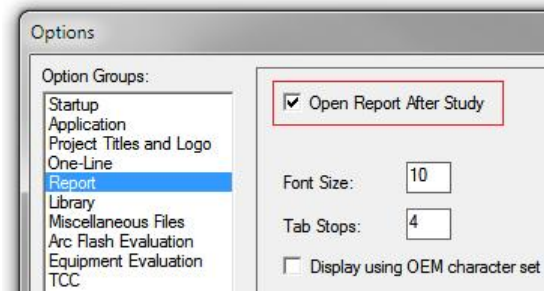 Options
Option Groups:
Startup
Application
Project Titles and Logo
One-Line
Report
Library
Miscellaneous Files
Arc Flash Evaluation
Equipment Evaluation
TCC
Open Report After Study
Font Size: 10
Tab Stops: 4
Display using OEM character set